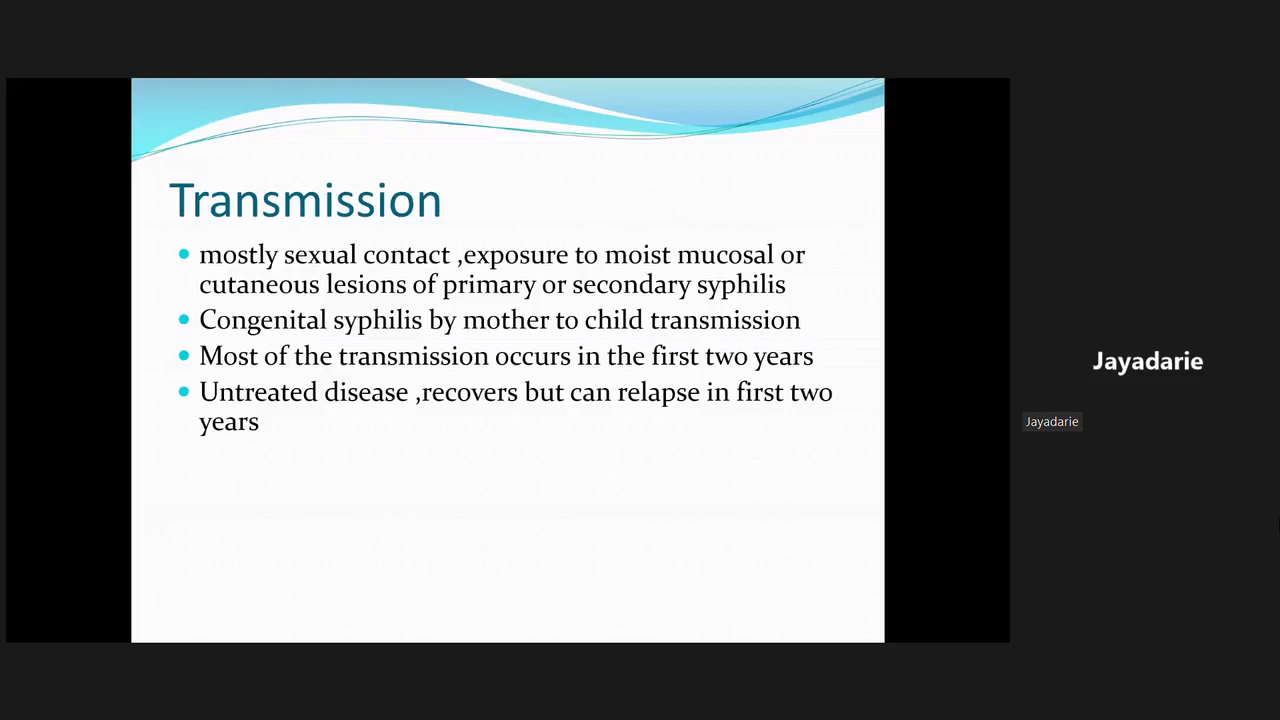 Transmission
mostly sexual contact ,exposure to moist mucosal or
cutaneous lesions of primary or secondary syphilis
Congenital syphilis by mother to child transmission
Most of the transmission occurs in the first two years
Untreated disease ,recovers but can relapse in first two
years
Jayadarie
Jayadarie